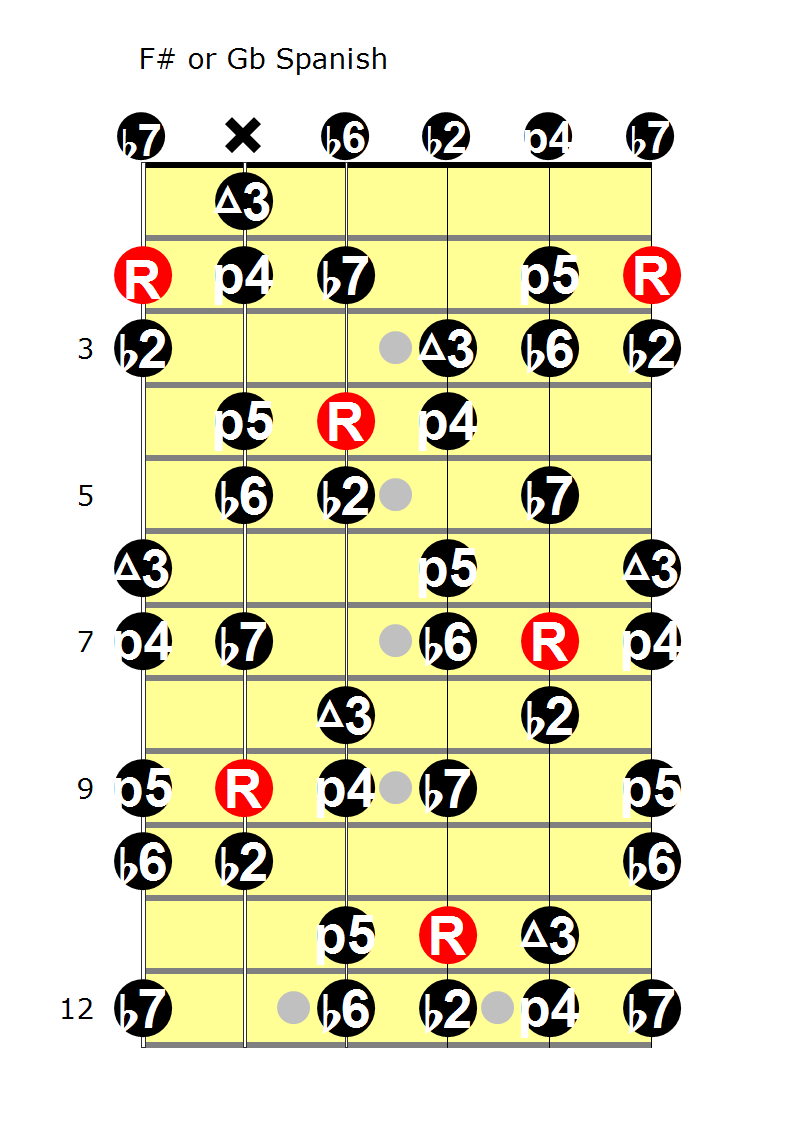 F# or Gb Spanish
♭7 × ♭6 ♭2 p4 ♭7
Δ3
R p4 ♭7 p5 R
3 ♭2 Δ3 ♭6 ♭2
p5 R p4
5 ♭6 ♭2 ♭7
Δ3 p5 Δ3
7 p4 ♭7 ♭6 R p4
Δ3 ♭2
9 p5 R p4 ♭7 p5
♭6 ♭2 ♭6
p5 R Δ3
12 ♭7 ♭6 ♭2 p4 ♭7